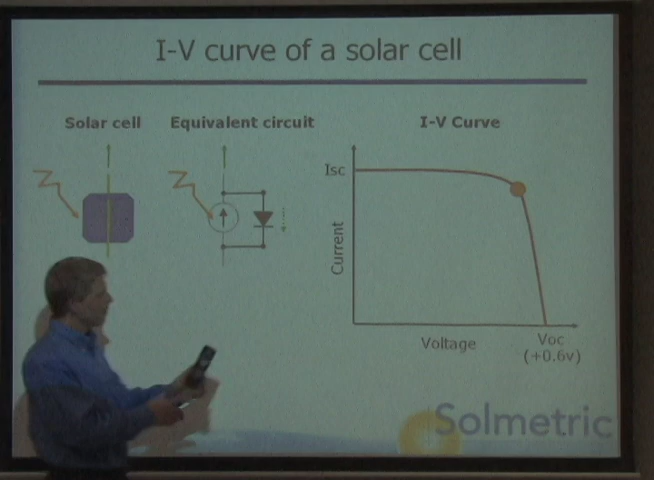 I-V curve of a solar cell
Solar cell
Equivalent circuit
I-V Curve
Isc
Current
Voltage
Voc
(+0.6v)
Solmetric